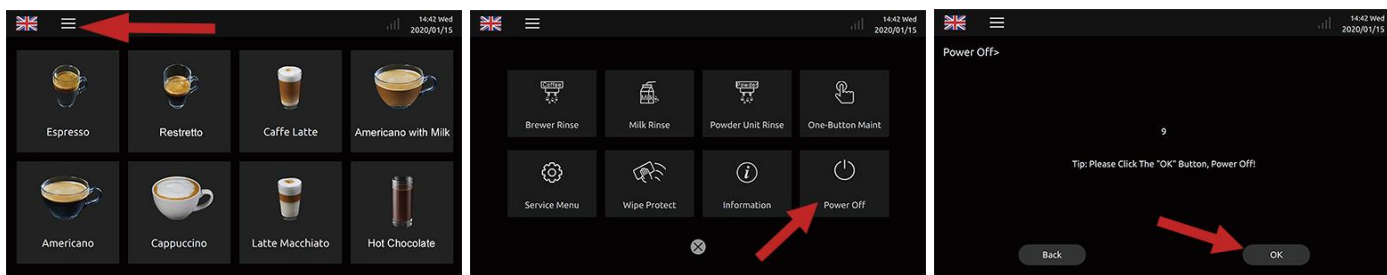 14:42 Wed
2020/01/15
Espresso
Restretto
Caffe Latte
Americano with Milk
Americano
Cappuccino
Latte Macchiato
Hot Chocolate
14:42 Wed
2020/01/15
Coffee
Milk
Powder
Brewer Rinse
Milk Rinse
Powder Unit Rinse
One-Button Maint
i
Service Menu
Wipe Protect
Information
Power Off
14:42 Wed
2020/01/15
Power Off>
9
Tip: Please Click The "OK" Button, Power Off!
Back
OK